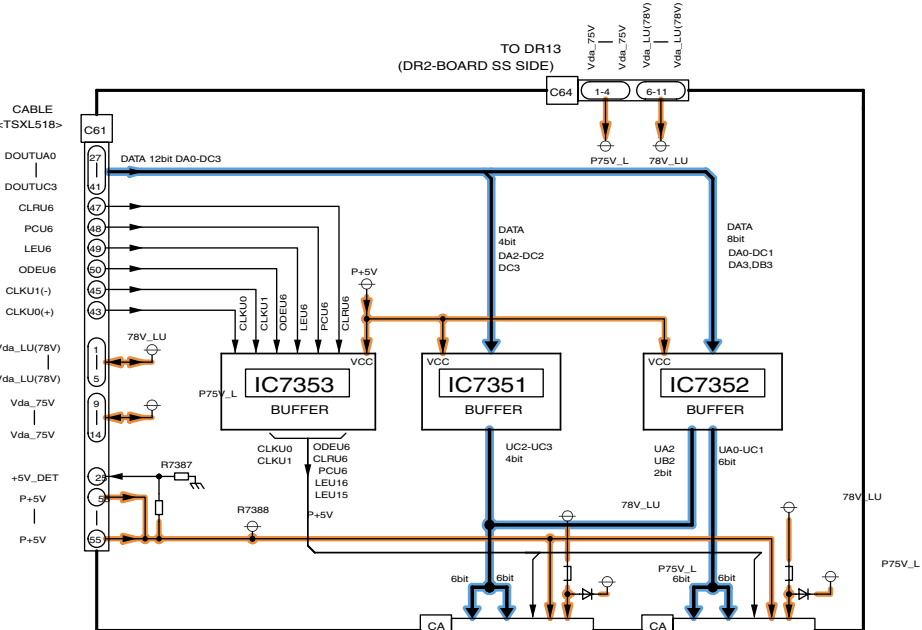 TO DR13
(DR2-BOARD SS SIDE)
Vda_75V
Vda_75V
Vda_LU(78V)
Vda_LU(78V)
C64
1-4
6-11
P75V_L
78V_LU
CABLE
<TSXL518>
C61
DOUTUA0
27
DATA 12bit DA0-DC3
DOUTUC3
41
CLRU6
47
PCU6
48
LEU6
49
ODEU6
50
CLKU1(-)
45
CLKU0(+)
43
DATA
4bit
DA2-DC2
DC3
DATA
8bit
DA0-DC1
DA3,DB3
P+5V
CLKU0
CLKU1
ODEU6
LEU6
PCU6
CLRU6
78V_LU
Vda_LU(78V)
1
Vda_LU(78V)
5
Vda_75V
9
Vda_75V
14
P75V_L
VCC
IC7353
BUFFER
VCC
IC7351
BUFFER
VCC
IC7352
BUFFER
CLKU0
CLKU1
ODEU6
CLRU6
PCU6
LEU16
LEU15
UC2-UC3
4bit
UA2
UB2
2bit
UA0-UC1
6bit
+5V_DET
R7387
P+5V
R7388
P+5V
78V_LU
78V_LU
P+5V
55
P75V_L
P75V_L
6bit
6bit
6bit
6bit
CA
CA